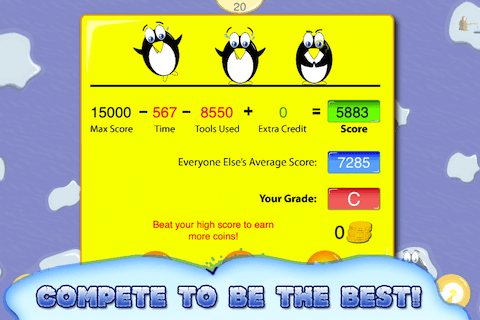 20
15000 – 567 – 8550 + 0 = 5883
Max Score Time Tools Used Extra Credit Score
Everyone Else's Average Score: 7285
Your Grade: C
Beat your high score to earn
more coins!
0
?
COMPETE TO BE THE BEST!